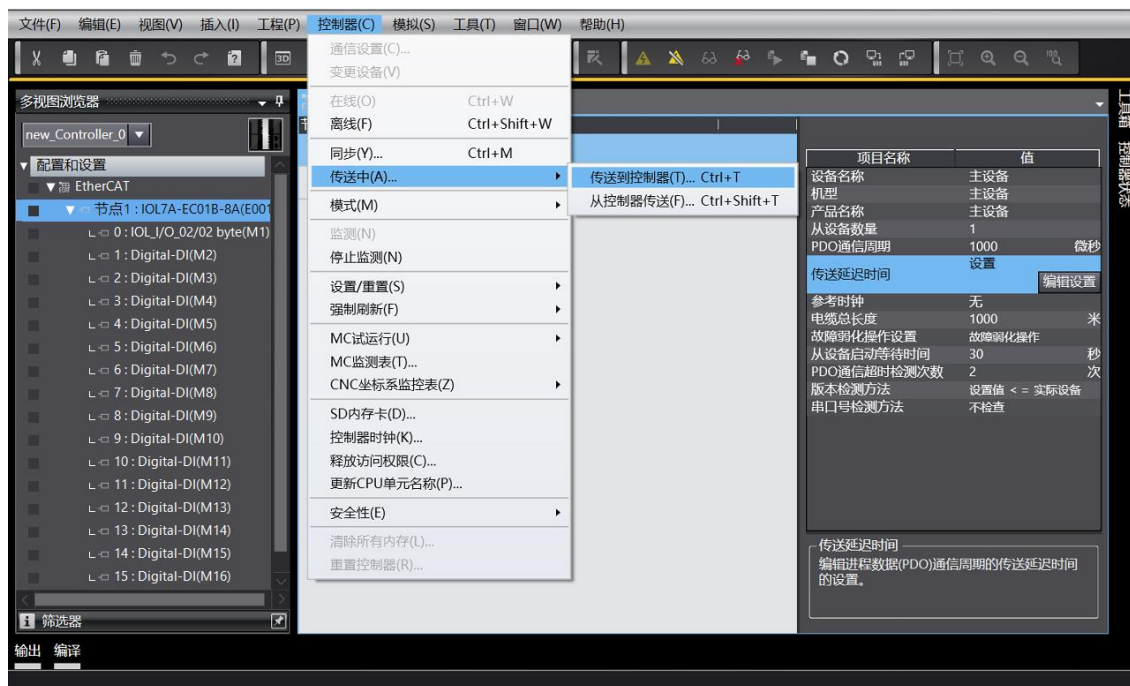 文件(F) 编辑(E) 视图(V) 插入(I) 工程(P) 控制器(C) 模拟(S) 工具(T) 窗口(W) 帮助(H)
3D
通信设置(C)...
变更设备(V)
在线(O) Ctrl+W
离线(F) Ctrl+Shift+W
同步(Y)... Ctrl+M
传送中(A)...
传送到控制器(T)... Ctrl+T
从控制器传送(F)... Ctrl+Shift+T
模式(M)
监测(N)
停止监测(N)
设置/重置(S)
强制刷新(F)
MC试运行(U)
MC监测表(T)...
CNC坐标系监控表(Z)
SD内存卡(D)...
控制器时钟(K)...
释放访问权限(C)...
更新CPU单元名称(P)...
安全性(E)
清除所有内存(L)...
重置控制器(R)...
多视图浏览器
new_Controller_0
配置和设置
EtherCAT
节点1 : IOL7A-EC01B-8A(E001
0 : IOL_I/O_02/02 byte(M1)
1 : Digital-DI(M2)
2 : Digital-DI(M3)
3 : Digital-DI(M4)
4 : Digital-DI(M5)
5 : Digital-DI(M6)
6 : Digital-DI(M7)
7 : Digital-DI(M8)
8 : Digital-DI(M9)
9 : Digital-DI(M10)
10 : Digital-DI(M11)
11 : Digital-DI(M12)
12 : Digital-DI(M13)
13 : Digital-DI(M14)
14 : Digital-DI(M15)
15 : Digital-DI(M16)
筛选器
项目名称 值
设备名称 主设备
机型 主设备
产品名称 主设备
从设备数量 1
PDO通信周期 1000 微秒
传送延迟时间 设置
编辑设置
参考时钟 无
电缆总长度 1000 米
故障弱化操作设置 故障弱化操作
从设备启动等待时间 30 秒
PDO通信超时检测次数 2 次
版本检测方法 设置值 < = 实际设备
串口号检测方法 不检查
传送延迟时间
编辑进程数据(PDO)通信周期的传送延迟时间
的设置。
工具箱
控制器状态
输出 编译